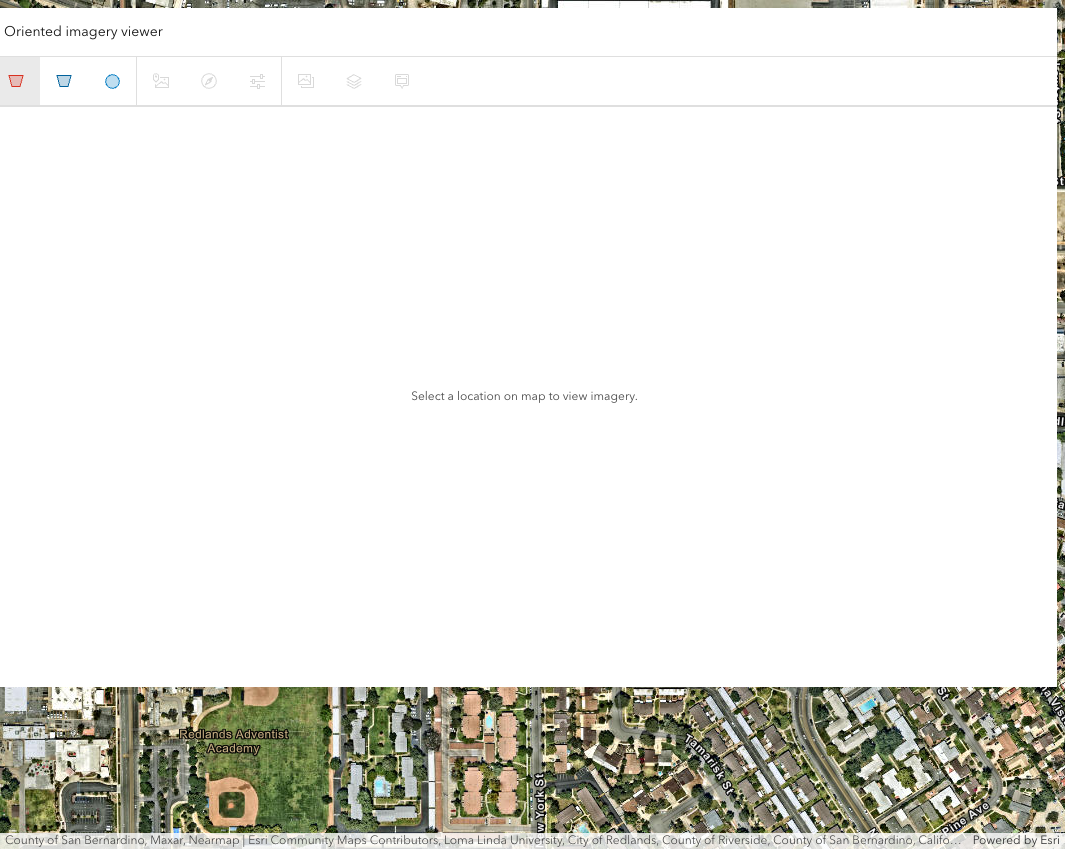 Oriented imagery viewer
Select a location on map to view imagery.
Redlands Adventist
Academy
w York St
Tamarisk St
Pine Ave
County of San Bernardino, Maxar, Nearmap | Esri Community Maps Contributors, Loma Linda University, City of Redlands, County of Riverside, County of San Bernardino, Califo…
Powered by Esri